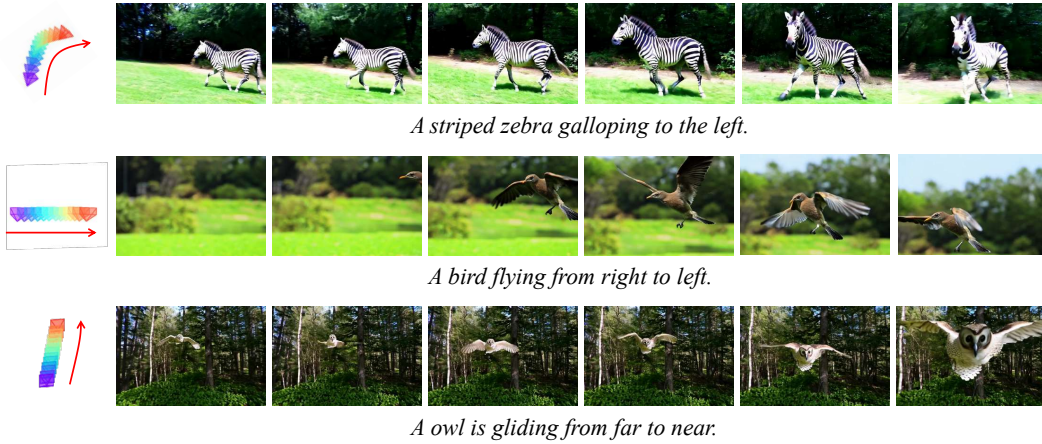 A striped zebra galloping to the left.
A bird flying from right to left.
A owl is gliding from far to near.